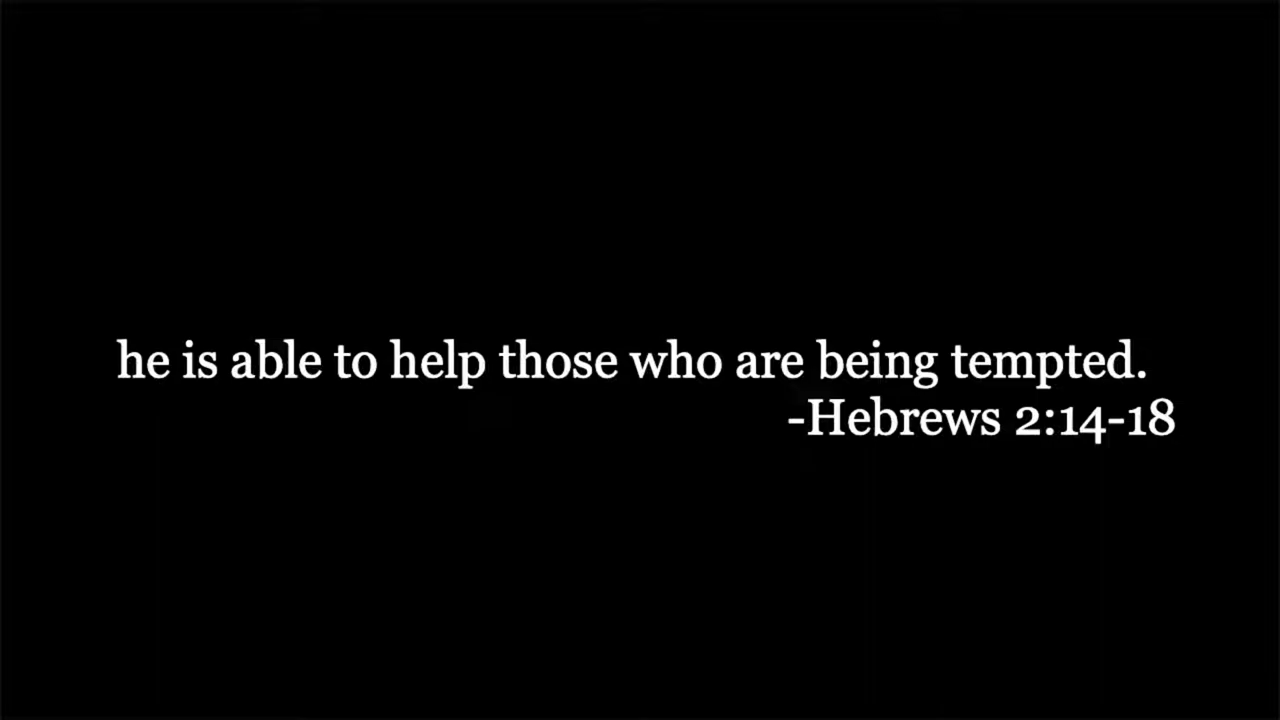 he is able to help those who are being tempted.
-Hebrews 2:14-18